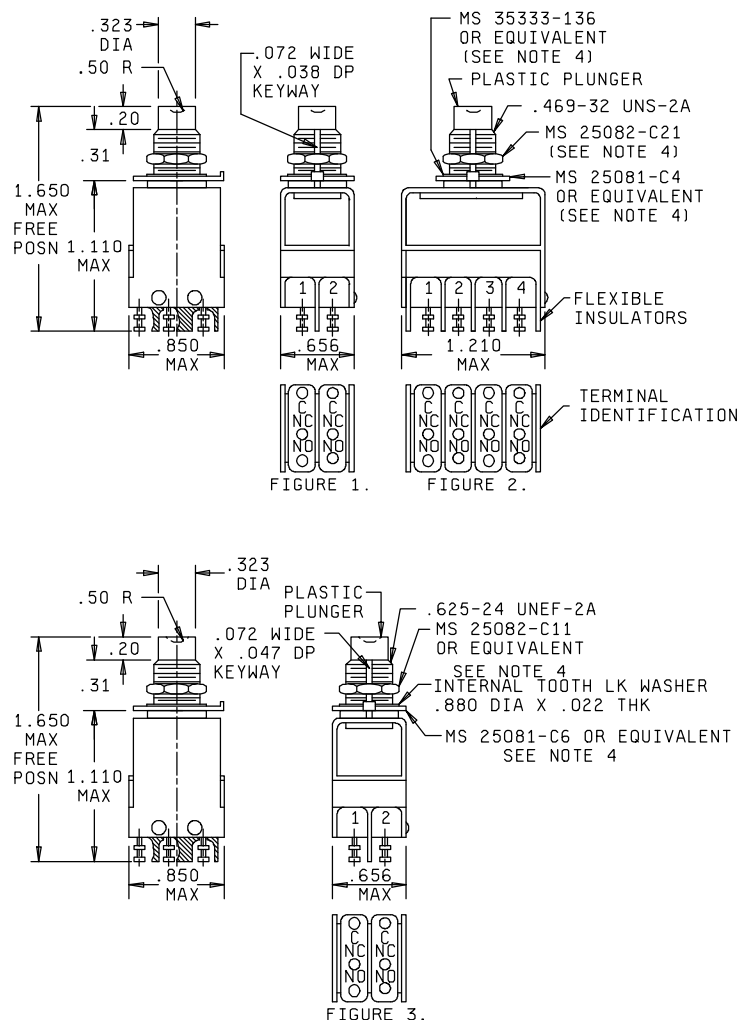 .323
DIA
.50 R
.20
.31
1.650
MAX
FREE
POSN
1.110
MAX
.850
MAX
.072 WIDE
X .038 DP
KEYWAY
1 2
.656
MAX
C C
NC NC
NO NO
FIGURE 1.
MS 35333-136
OR EQUIVALENT
(SEE NOTE 4)
PLASTIC PLUNGER
.469-32 UNS-2A
MS 25082-C21
(SEE NOTE 4)
MS 25081-C4
OR EQUIVALENT
(SEE NOTE 4)
1 2 3 4
FLEXIBLE
INSULATORS
1.210
MAX
C C C C
NC NC NC NC
NO NO NO NO
TERMINAL
IDENTIFICATION
FIGURE 2.
.323
DIA
.50 R
.20
.31
1.650
MAX
FREE
POSN
1.110
MAX
.850
MAX
PLASTIC
PLUNGER
.072 WIDE
X .047 DP
KEYWAY
.625-24 UNEF-2A
MS 25082-C11
OR EQUIVALENT
SEE NOTE 4
INTERNAL TOOTH LK WASHER
.880 DIA X .022 THK
MS 25081-C6 OR EQUIVALENT
SEE NOTE 4
1 2
.656
MAX
C C
NC NC
NO NO
FIGURE 3.